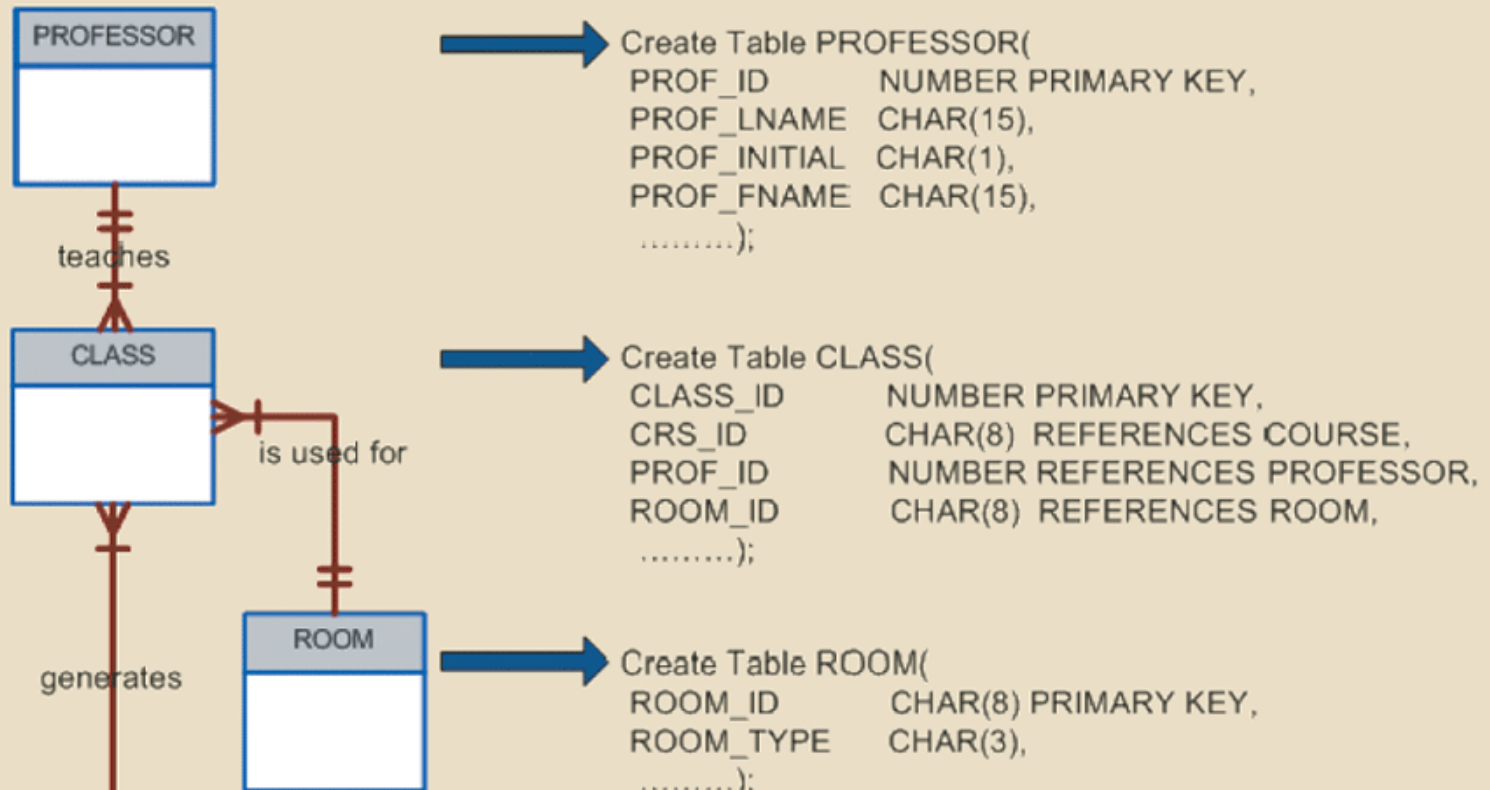 PROFESSOR
teaches
CLASS
is used for
generates
ROOM
Create Table PROFESSOR(
PROF_ID NUMBER PRIMARY KEY,
PROF_LNAME CHAR(15),
PROF_INITIAL CHAR(1),
PROF_FNAME CHAR(15),
.........);
Create Table CLASS(
CLASS_ID NUMBER PRIMARY KEY,
CRS_ID CHAR(8) REFERENCES COURSE,
PROF_ID NUMBER REFERENCES PROFESSOR,
ROOM_ID CHAR(8) REFERENCES ROOM,
.........);
Create Table ROOM(
ROOM_ID CHAR(8) PRIMARY KEY,
ROOM_TYPE CHAR(3),
.........);